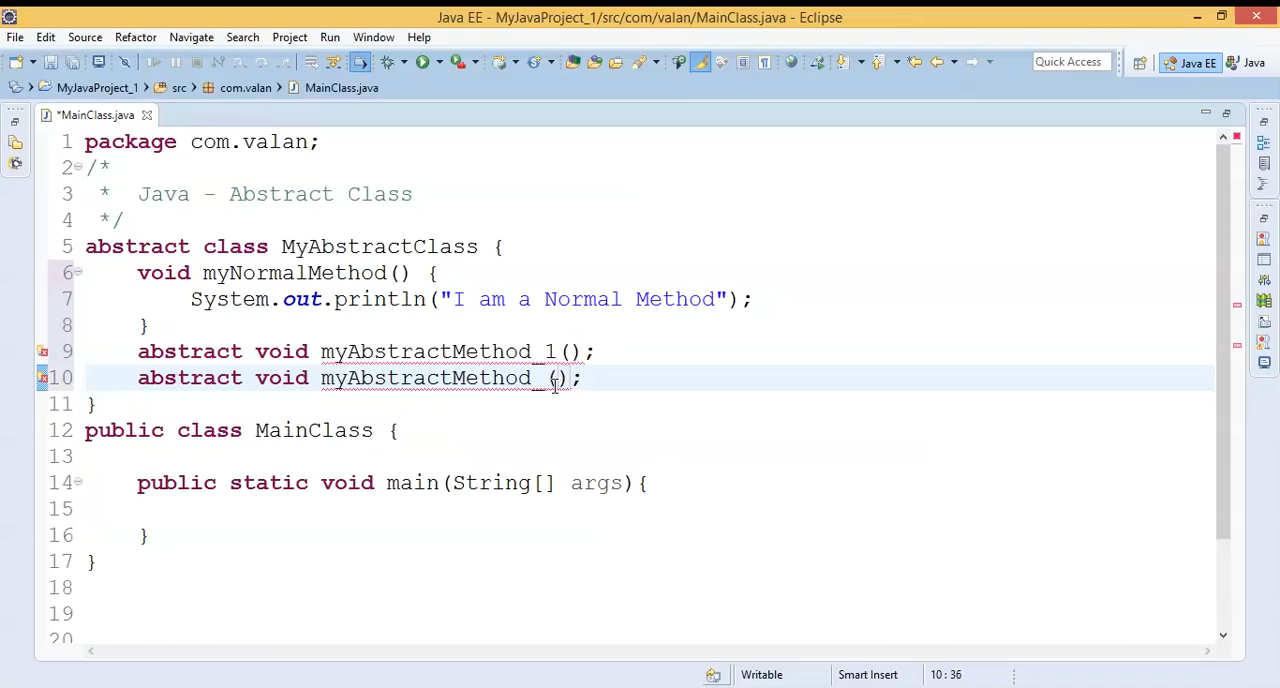 Java EE - MyJavaProject_1/src/com/valan/MainClass.java - Eclipse
File Edit Source Refactor Navigate Search Project Run Window Help
Quick Access Java EE Java
MyJavaProject_1 src com.valan MainClass.java
*MainClass.java
1 package com.valan;
2 /*
3 * Java - Abstract Class
4 */
5 abstract class MyAbstractClass {
6 void myNormalMethod() {
7 System.out.println("I am a Normal Method");
8 }
9 abstract void myAbstractMethod_1();
10 abstract void myAbstractMethod_();
11 }
12 public class MainClass {
13
14 public static void main(String[] args){
15
16 }
17 }
18
19
20
Writable Smart Insert 10 : 36